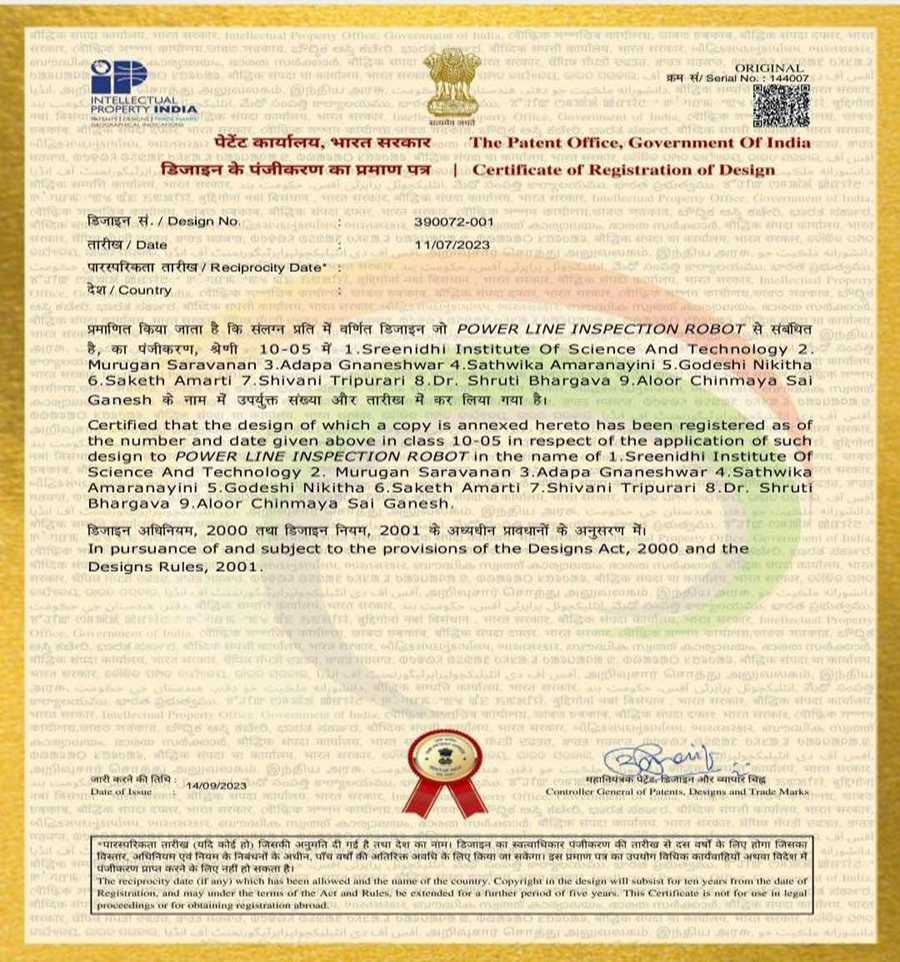 ORIGINAL
क्रम सं/ Serial No. : 144007
INTELLECTUAL
PROPERTY INDIA
PATENTS | DESIGNS | TRADE MARKS
GEOGRAPHICAL INDICATIONS
सत्यमेव जयते
पेटेंट कार्यालय, भारत सरकार The Patent Office, Government Of India
डिजाइन के पंजीकरण का प्रमाण पत्र | Certificate of Registration of Design
डिजाइन सं. / Design No. : 390072-001
तारीख / Date : 11/07/2023
पारस्परिकता तारीख / Reciprocity Date* :
देश / Country :
प्रमाणित किया जाता है कि संलग्न प्रति में वर्णित डिजाइन जो POWER LINE INSPECTION ROBOT से संबंधित
है, का पंजीकरण, श्रेणी 10-05 में 1.Sreenidhi Institute Of Science And Technology 2.
Murugan Saravanan 3.Adapa Gnaneshwar 4.Sathwika Amaranayini 5.Godeshi Nikitha
6.Saketh Amarti 7.Shivani Tripurari 8.Dr. Shruti Bhargava 9.Aloor Chinmaya Sai
Ganesh के नाम में उपर्युक्त संख्या और तारीख में कर लिया गया है।
Certified that the design of which a copy is annexed hereto has been registered as of
the number and date given above in class 10-05 in respect of the application of such
design to POWER LINE INSPECTION ROBOT in the name of 1.Sreenidhi Institute Of
Science And Technology 2. Murugan Saravanan 3.Adapa Gnaneshwar 4.Sathwika
Amaranayini 5.Godeshi Nikitha 6.Saketh Amarti 7.Shivani Tripurari 8.Dr. Shruti
Bhargava 9.Aloor Chinmaya Sai Ganesh.
डिजाइन अधिनियम, 2000 तथा डिजाइन नियम, 2001 के अध्यधीन प्रावधानों के अनुसरण में।
In pursuance of and subject to the provisions of the Designs Act, 2000 and the
Designs Rules, 2001.
जारी करने की तिथि :
Date of Issue : 14/09/2023
महानियंत्रक पेटेंट, डिजाइन और व्यापार चिह्न
Controller General of Patents, Designs and Trade Marks
*पारस्परिकता तारीख (यदि कोई हो) जिसकी अनुमति दी गई है तथा देश का नाम। डिजाइन का स्वत्वाधिकार पंजीकरण की तारीख से दस वर्षों के लिए होगा जिसका
विस्तार, अधिनियम एवं नियम के निबंधनों के अधीन, पाँच वर्षों की अतिरिक्त अवधि के लिए किया जा सकेगा। इस प्रमाण पत्र का उपयोग विधिक कार्यवाहियों अथवा विदेश में
पंजीकरण प्राप्त करने के लिए नहीं हो सकता है।
The reciprocity date (if any) which has been allowed and the name of the country. Copyright in the design will subsist for ten years from the date of
Registration, and may under the terms of the Act and Rules, be extended for a further period of five years. This Certificate is not for use in legal
proceedings or for obtaining registration abroad.